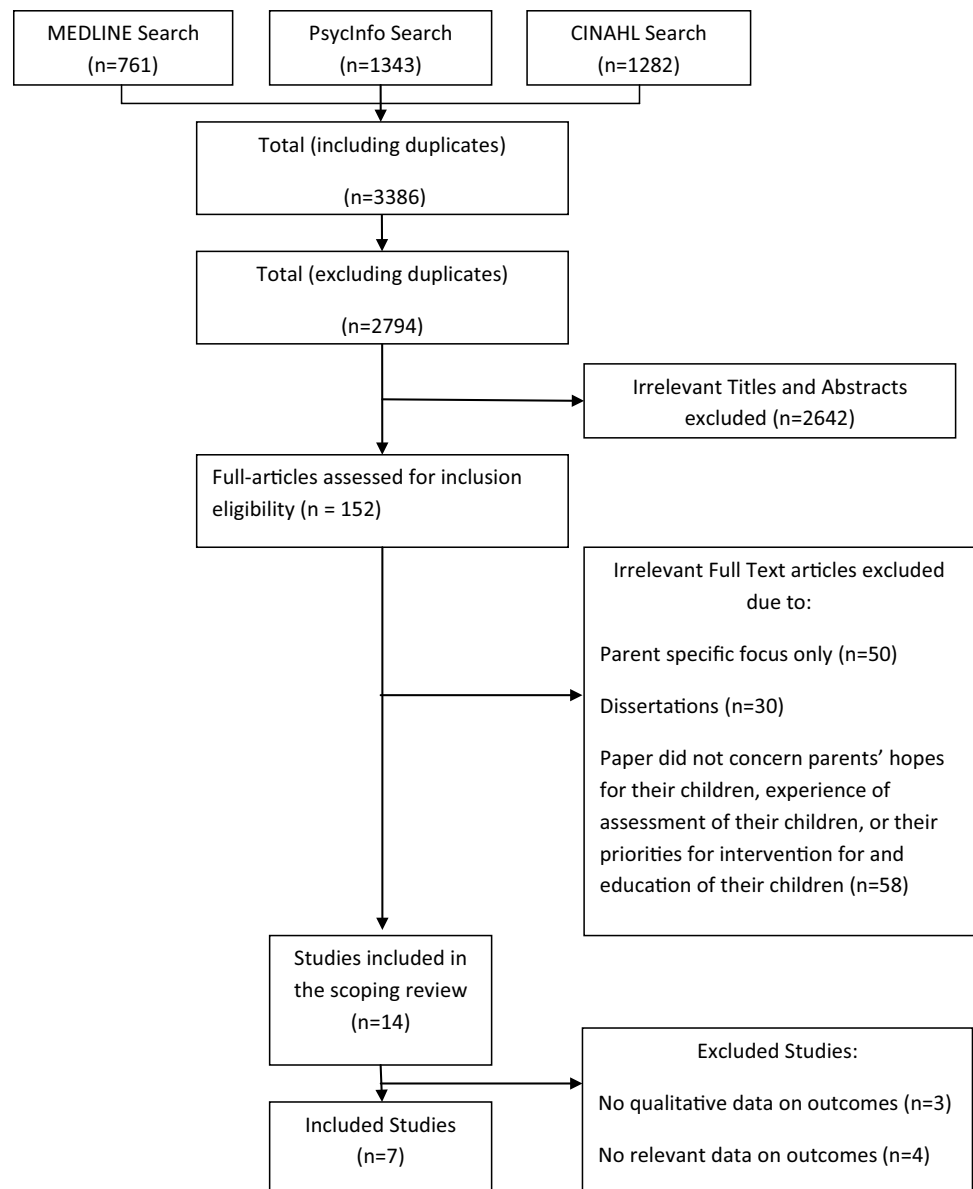 MEDLINE Search
(n=761)
PsycInfo Search
(n=1343)
CINAHL Search
(n=1282)
Total (including duplicates)
(n=3386)
Total (excluding duplicates)
(n=2794)
Irrelevant Titles and Abstracts
excluded (n=2642)
Full-articles assessed for inclusion
eligibility (n = 152)
Irrelevant Full Text articles excluded
due to:
Parent specific focus only (n=50)
Dissertations (n=30)
Paper did not concern parents’ hopes
for their children, experience of
assessment of their children, or their
priorities for intervention for and
education of their children (n=58)
Studies included in
the scoping review
(n=14)
Excluded Studies:
No qualitative data on outcomes (n=3)
No relevant data on outcomes (n=4)
Included Studies
(n=7)